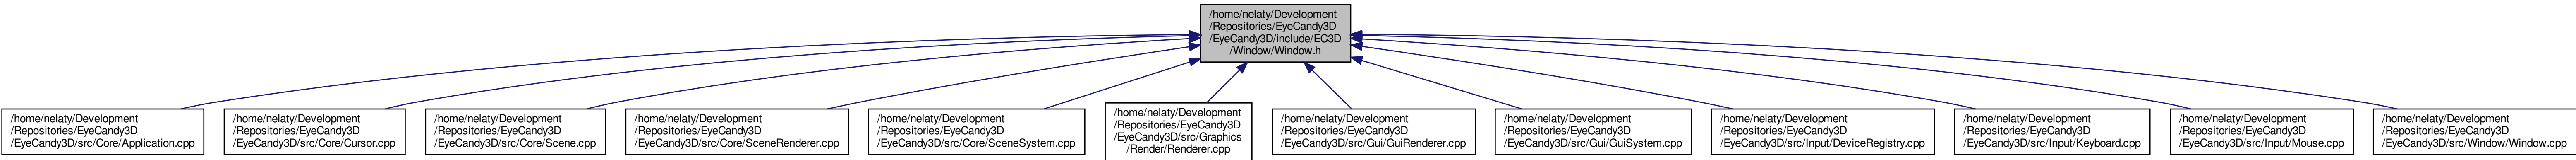 /home/nelaty/Development
/Repositories/EyeCandy3D
/EyeCandy3D/include/EC3D
/Window/Window.h
/home/nelaty/Development
/Repositories/EyeCandy3D
/EyeCandy3D/src/Core/Application.cpp
/home/nelaty/Development
/Repositories/EyeCandy3D
/EyeCandy3D/src/Core/Cursor.cpp
/home/nelaty/Development
/Repositories/EyeCandy3D
/EyeCandy3D/src/Core/Scene.cpp
/home/nelaty/Development
/Repositories/EyeCandy3D
/EyeCandy3D/src/Core/SceneRenderer.cpp
/home/nelaty/Development
/Repositories/EyeCandy3D
/EyeCandy3D/src/Core/SceneSystem.cpp
/home/nelaty/Development
/Repositories/EyeCandy3D
/EyeCandy3D/src/Graphics
/Render/Renderer.cpp
/home/nelaty/Development
/Repositories/EyeCandy3D
/EyeCandy3D/src/Gui/GuiRenderer.cpp
/home/nelaty/Development
/Repositories/EyeCandy3D
/EyeCandy3D/src/Gui/GuiSystem.cpp
/home/nelaty/Development
/Repositories/EyeCandy3D
/EyeCandy3D/src/Input/DeviceRegistry.cpp
/home/nelaty/Development
/Repositories/EyeCandy3D
/EyeCandy3D/src/Input/Keyboard.cpp
/home/nelaty/Development
/Repositories/EyeCandy3D
/EyeCandy3D/src/Input/Mouse.cpp
/home/nelaty/Development
/Repositories/EyeCandy3D
/EyeCandy3D/src/Window/Window.cpp